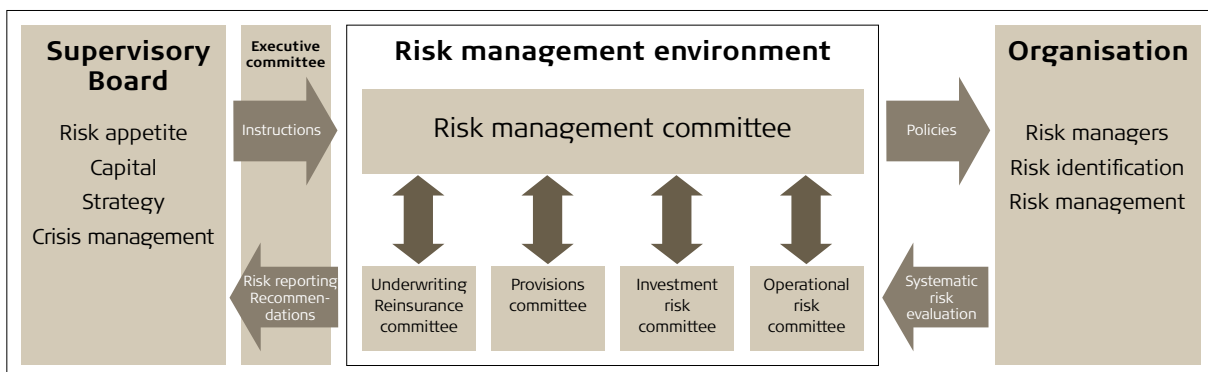 Supervisory
Board
Risk appetite
Capital
Strategy
Crisis management
Executive
committee
Instructions
Risk reporting
Recommen-
dations
Risk management environment
Risk management committee
Underwriting
Reinsurance
committee
Provisions
committee
Investment
risk
committee
Operational
risk
committee
Policies
Systematic
risk
evaluation
Organisation
Risk managers
Risk identification
Risk management